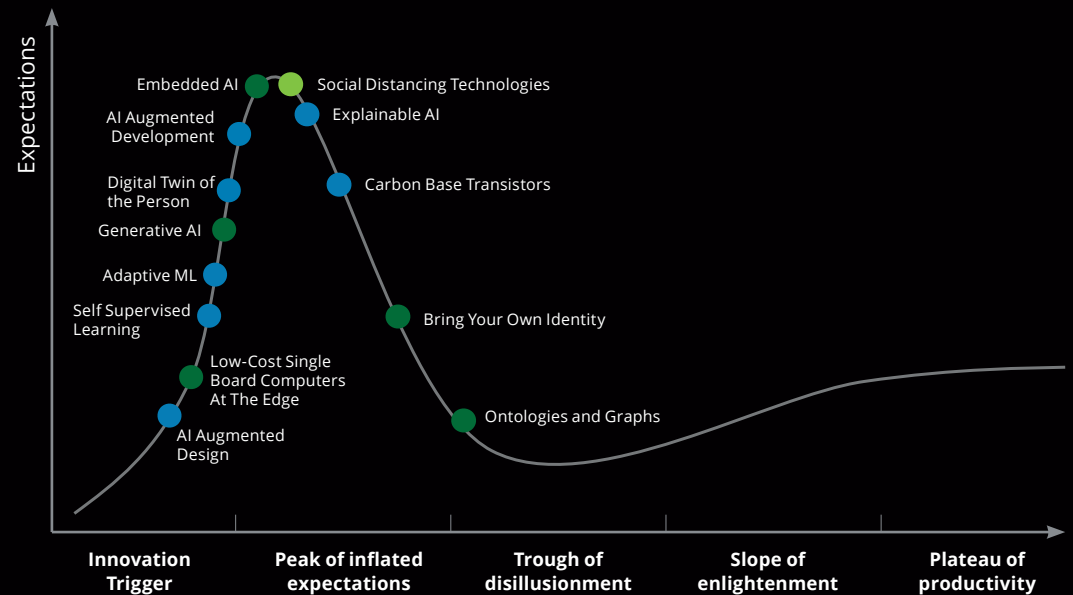 Expectations
Embedded AI
Social Distancing Technologies
Explainable AI
AI Augmented
Development
Digital Twin of
the Person
Carbon Base Transistors
Generative AI
Adaptive ML
Self Supervised
Learning
Bring Your Own Identity
Low-Cost Single
Board Computers
At The Edge
Ontologies and Graphs
AI Augmented
Design
Innovation
Trigger
Peak of inflated
expectations
Trough of
disillusionment
Slope of
enlightenment
Plateau of
productivity